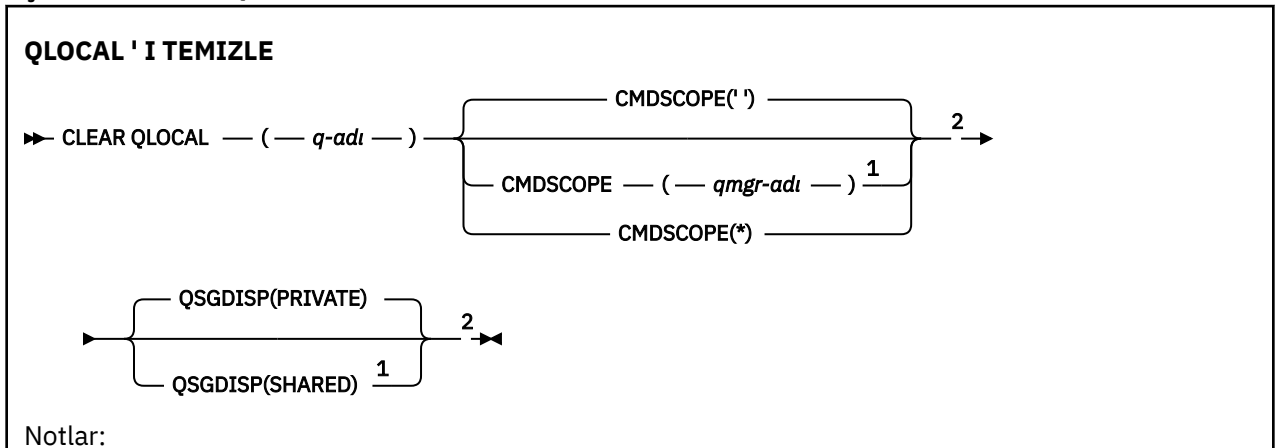 QLOCAL ' I TEMIZLE
CMDSCOPE(' ')
CLEAR QLOCAL ( q-adı ) 2
CMDSCOPE ( qmgr-adı ) 1
CMDSCOPE(*)
QSGDISP(PRIVATE)
2
QSGDISP(SHARED) 1
Notlar: